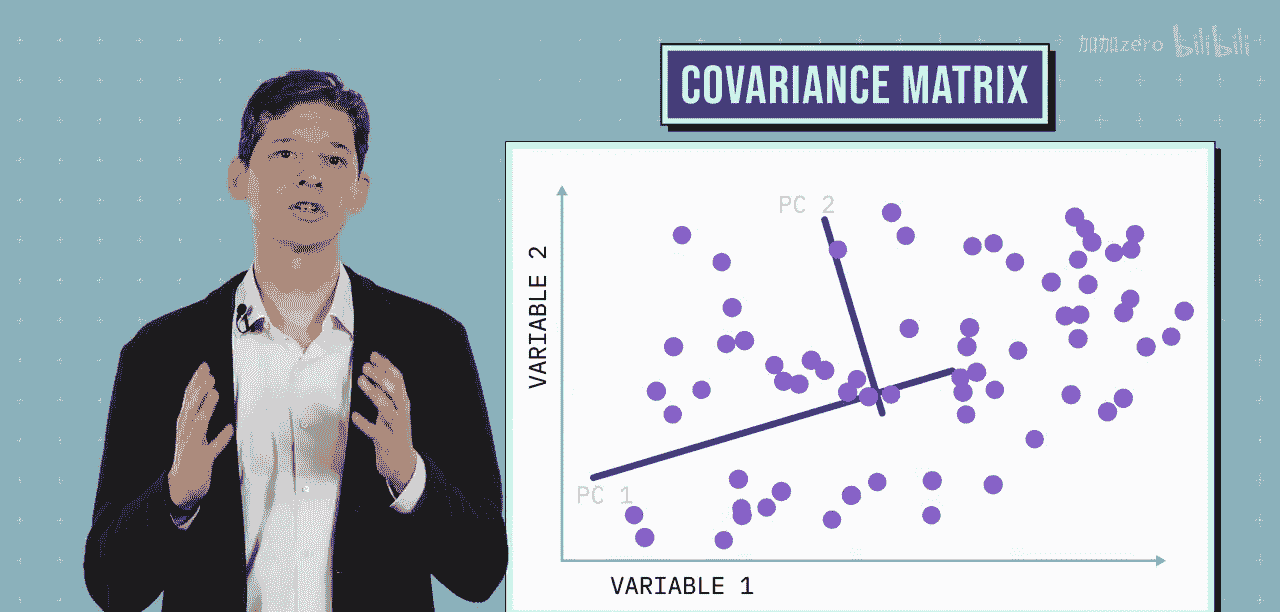 加加zero bilibili
COVARIANCE MATRIX
PC 2
VARIABLE 2
PC 1
VARIABLE 1